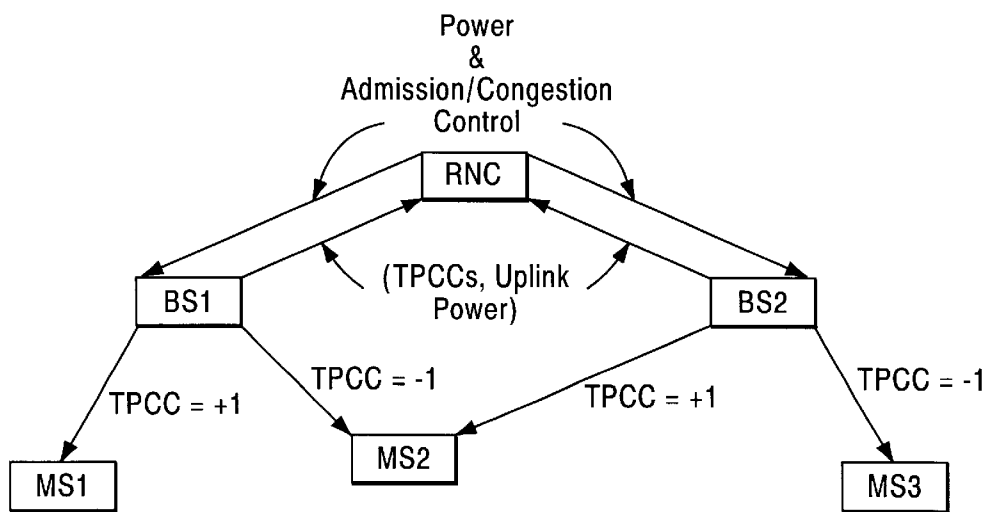 Power
&
Admission/Congestion
Control
RNC
(TPCCs, Uplink
Power)
BS1
BS2
TPCC = +1
TPCC = -1
TPCC = +1
TPCC = -1
MS1
MS2
MS3